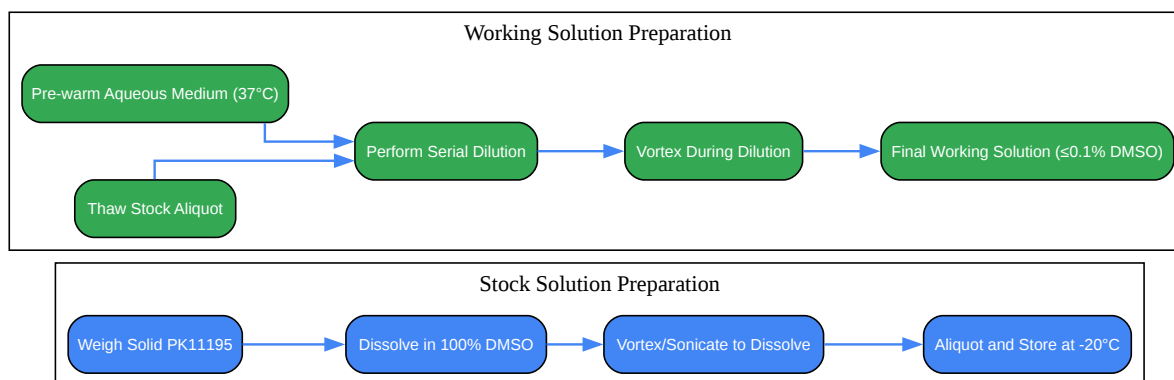 Working Solution Preparation
Pre-warm Aqueous Medium (37°C)
Perform Serial Dilution
Vortex During Dilution
Final Working Solution (≤0.1% DMSO)
Thaw Stock Aliquot
Stock Solution Preparation
Weigh Solid PK11195
Dissolve in 100% DMSO
Vortex/Sonicate to Dissolve
Aliquot and Store at -20°C